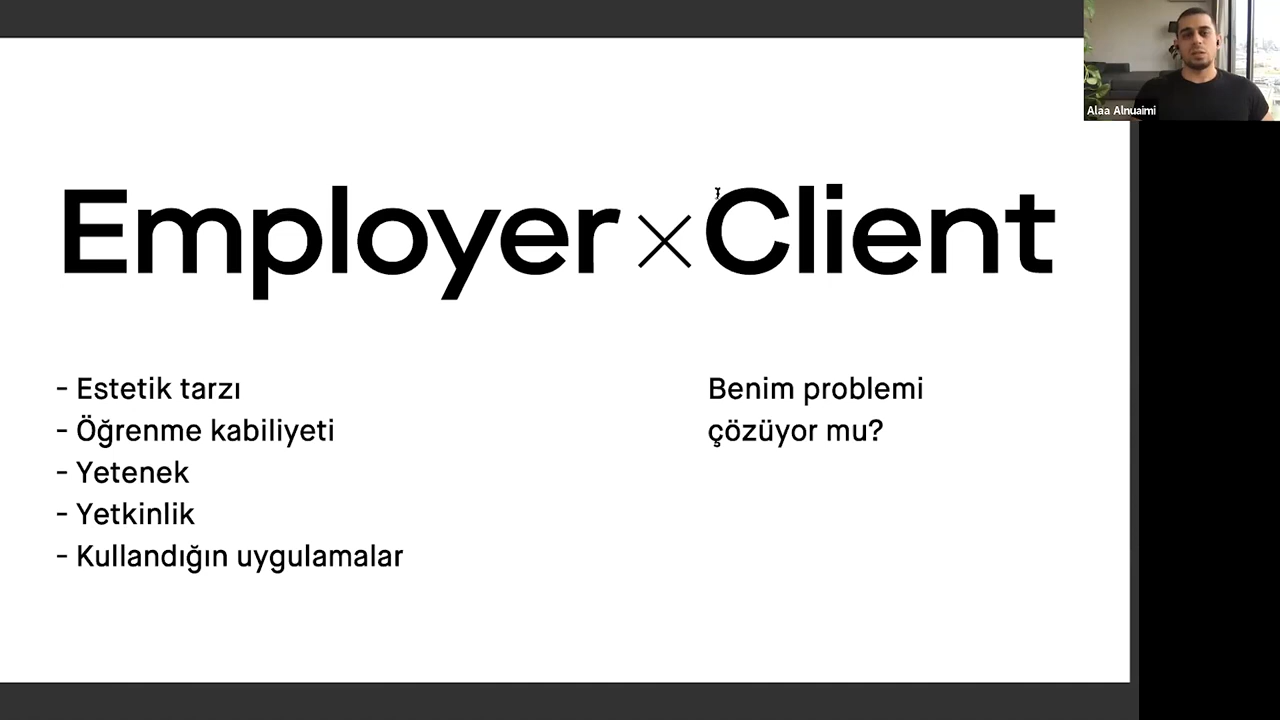 Alaa Alnuaimi
Employer × Client
- Estetik tarzı
- Öğrenme kabiliyeti
- Yetenek
- Yetkinlik
- Kullandığın uygulamalar
Benim problemi
çözüyor mu?